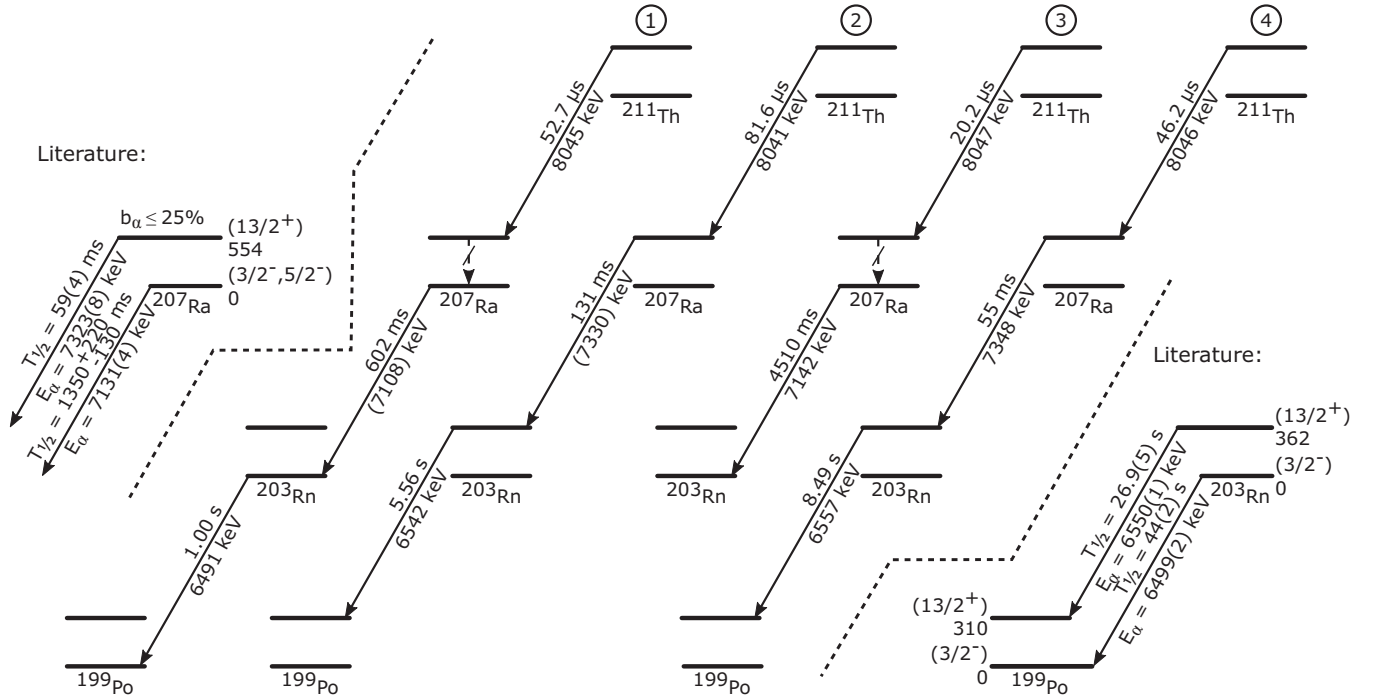 ① ② ③ ④
52.7 µs
8045 keV
²¹¹Th
81.6 µs
8041 keV
²¹¹Th
20.2 µs
8047 keV
²¹¹Th
46.2 µs
8046 keV
²¹¹Th
Literature:
bα ≤ 25%
(13/2⁺)
554
(3/2⁻,5/2⁻)
²⁰⁷Ra 0
T½ = 59(4) ms
Eα = 7323(8) keV
T½ = 1350⁺²²⁰₋₁₃₀ ms
Eα = 7131(4) keV
²⁰⁷Ra
602 ms
(7108) keV
²⁰⁷Ra
131 ms
(7330) keV
²⁰⁷Ra
4510 ms
7142 keV
²⁰⁷Ra
55 ms
7348 keV
Literature:
²⁰³Rn
1.00 s
6491 keV
²⁰³Rn
5.56 s
6542 keV
²⁰³Rn
²⁰³Rn
8.49 s
6557 keV
(13/2⁺)
362
(3/2⁻)
²⁰³Rn 0
T½ = 26.9(5) s
Eα = 6550(1) keV
T½ = 44(2) s
Eα = 6499(2) keV
(13/2⁺)
310
(3/2⁻)
0
¹⁹⁹Po
¹⁹⁹Po
¹⁹⁹Po
¹⁹⁹Po